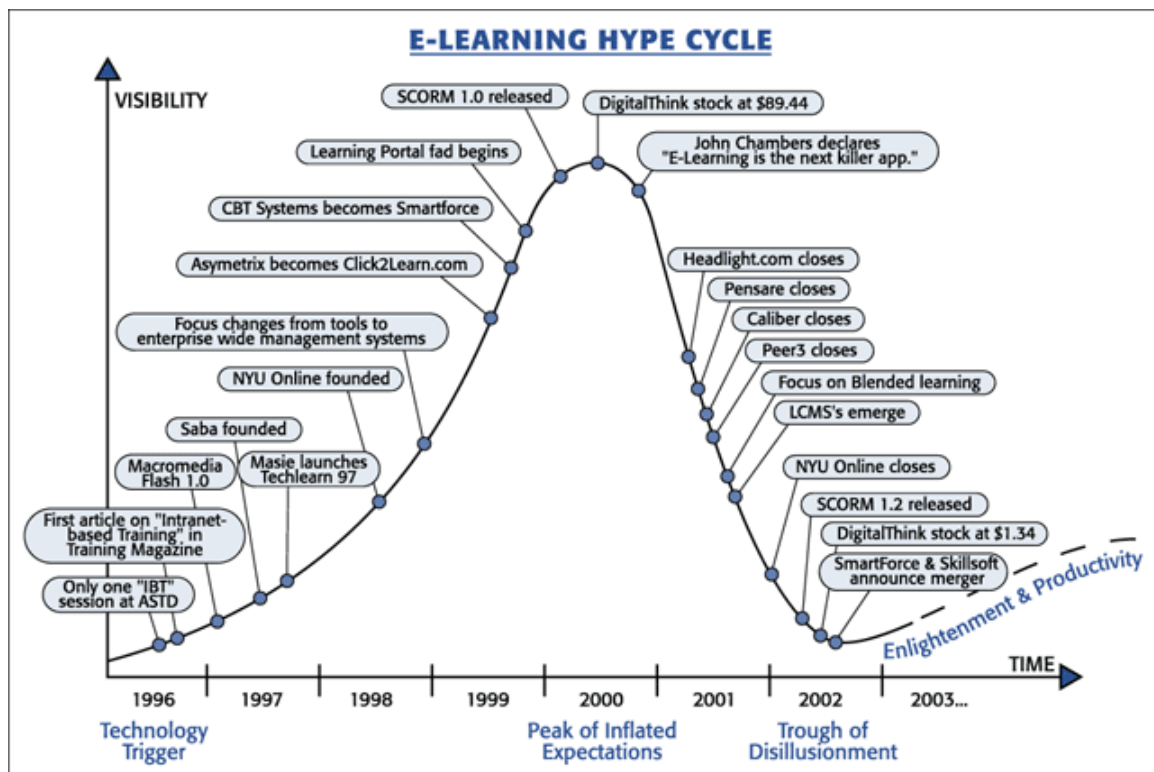 E-LEARNING HYPE CYCLE
VISIBILITY
SCORM 1.0 released
DigitalThink stock at $89.44
John Chambers declares
"E-Learning is the next killer app."
Learning Portal fad begins
CBT Systems becomes Smartforce
Asymetrix becomes Click2Learn.com
Focus changes from tools to
enterprise wide management systems
NYU Online founded
Saba founded
Masie launches
Techlearn 97
Macromedia
Flash 1.0
First article on "Intranet-
based Training" in
Training Magazine
Only one "IBT"
session at ASTD
Headlight.com closes
Pensare closes
Caliber closes
Peer3 closes
Focus on Blended learning
LCMS's emerge
NYU Online closes
SCORM 1.2 released
DigitalThink stock at $1.34
SmartForce & Skillsoft
announce merger
Enlightenment & Productivity
TIME
1996
1997
1998
1999
2000
2001
2002
2003...
Technology
Trigger
Peak of Inflated
Expectations
Trough of
Disillusionment